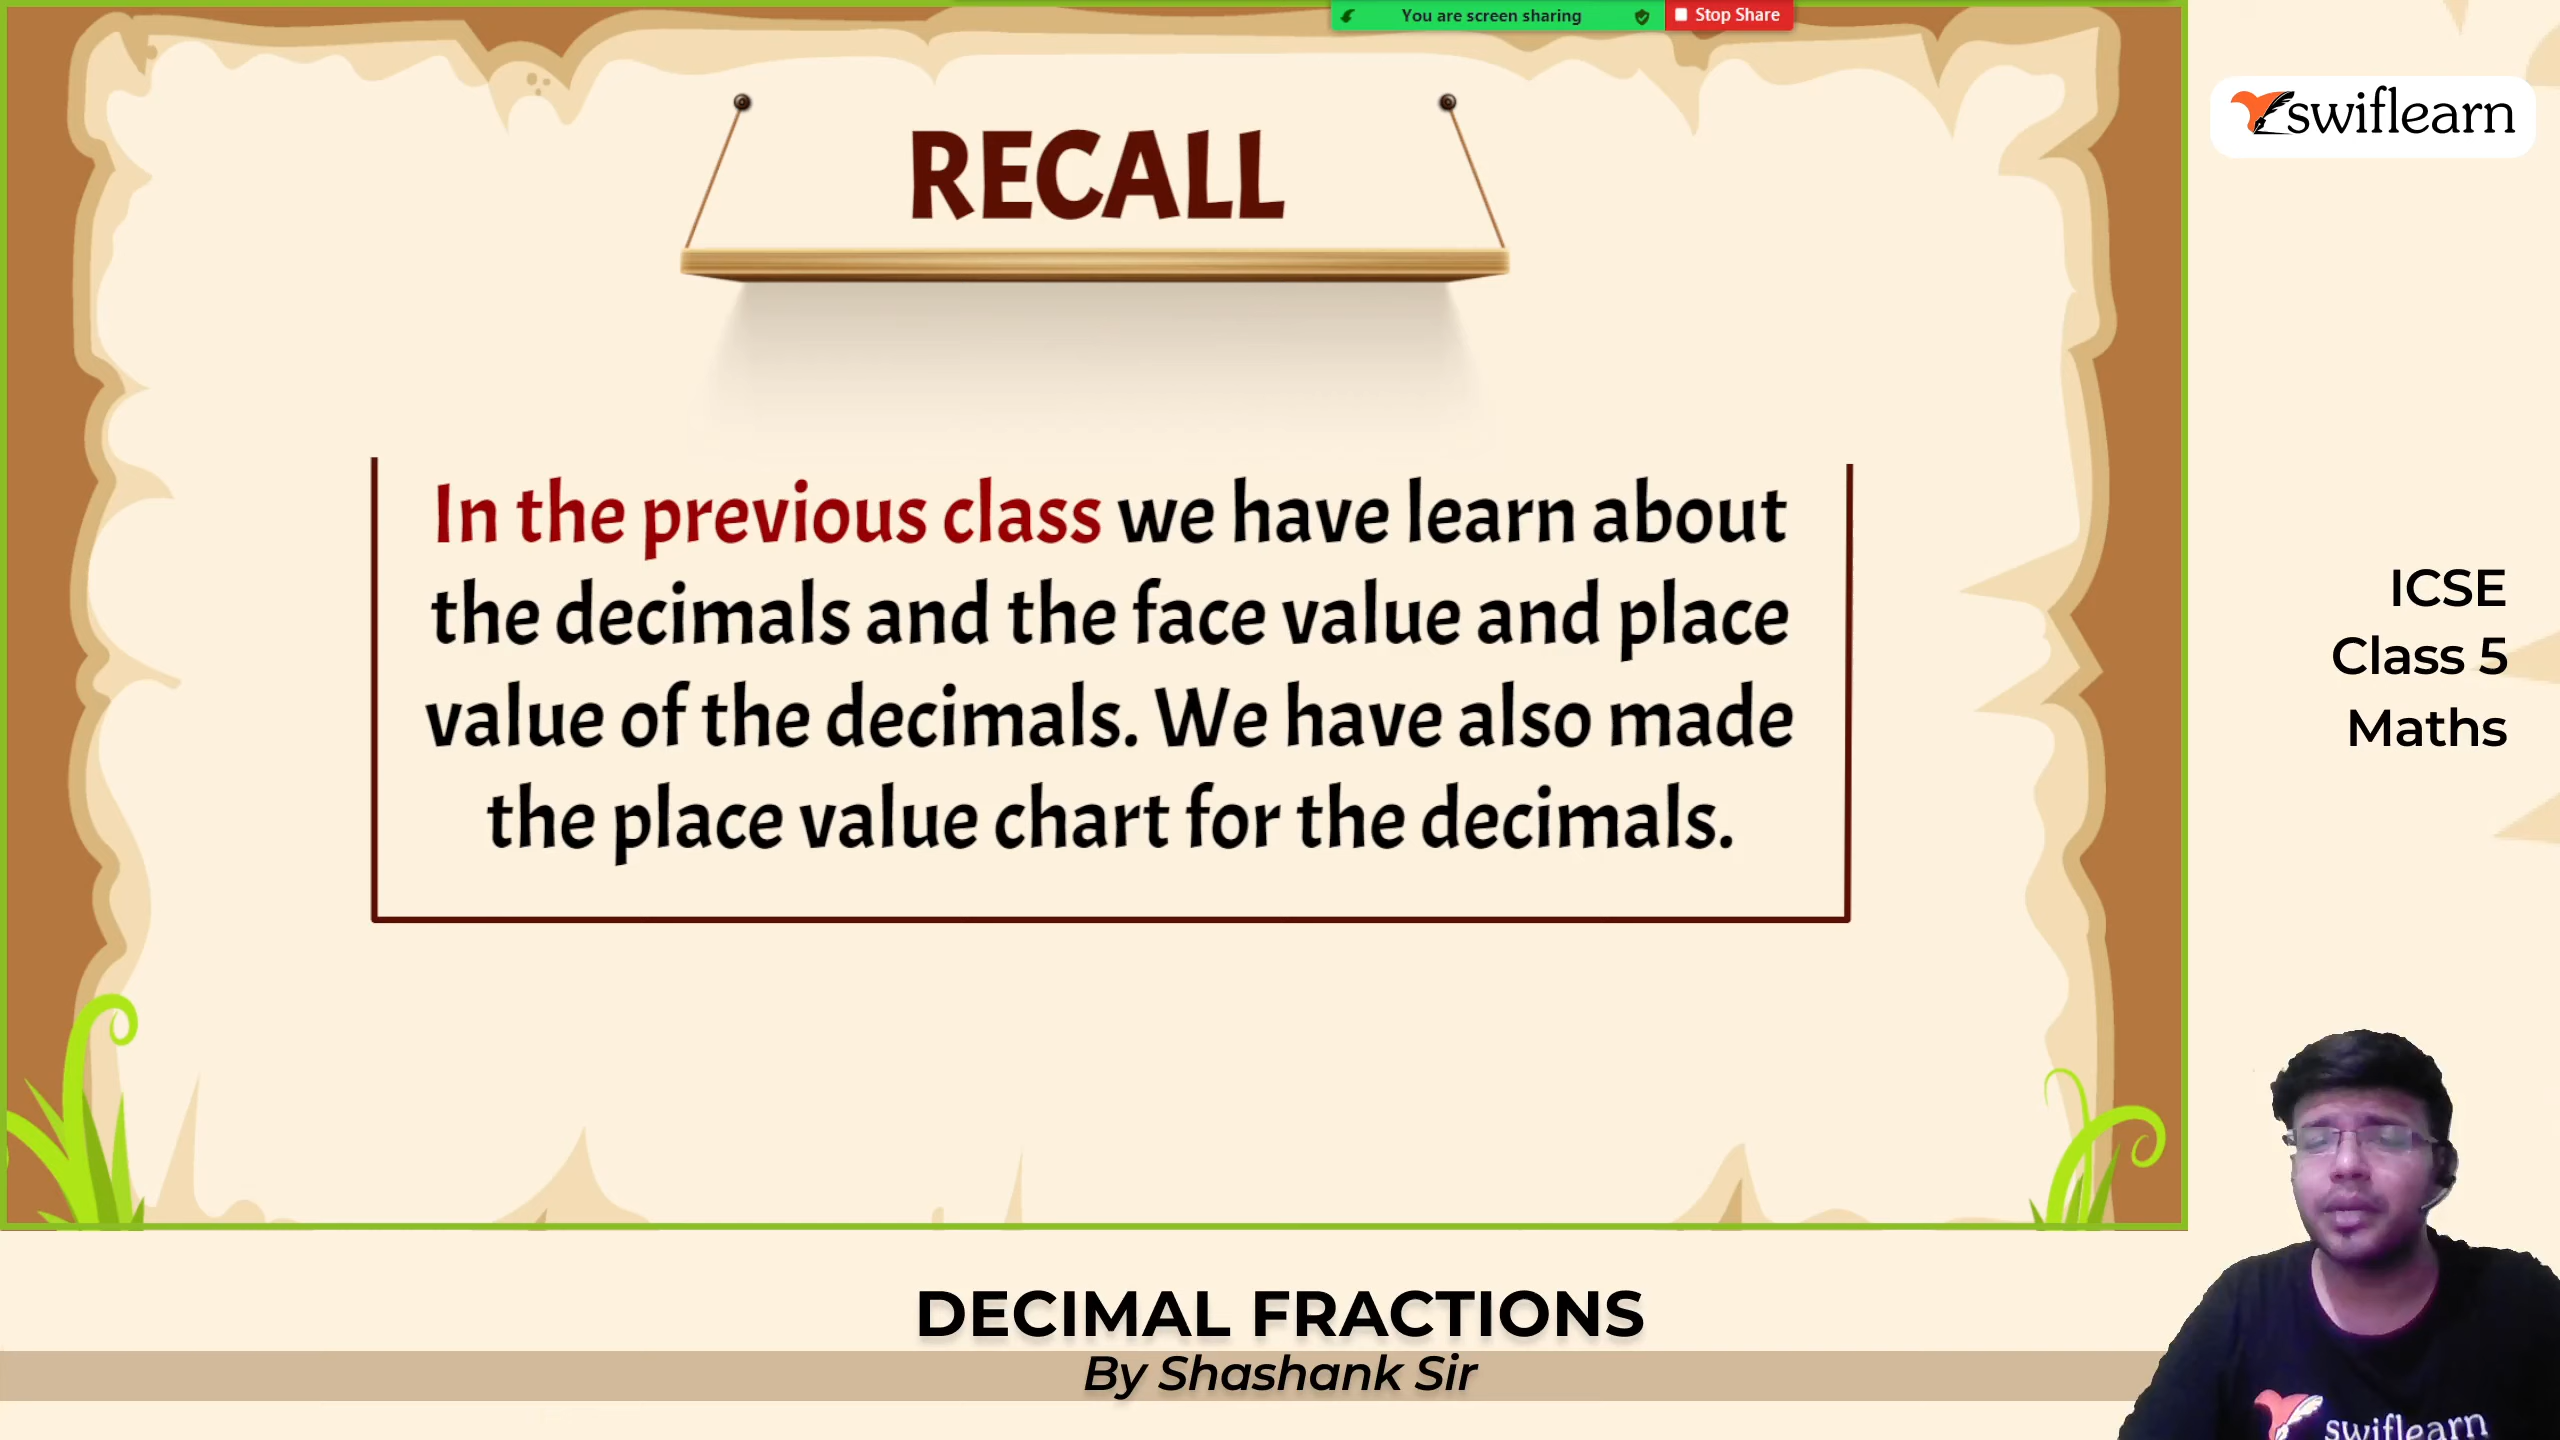 You are screen sharing
Stop Share
swiflearn
RECALL
In the previous class we have learn about
the decimals and the face value and place
value of the decimals. We have also made
the place value chart for the decimals.
ICSE
Class 5
Maths
DECIMAL FRACTIONS
By Shashank Sir
swiflearn